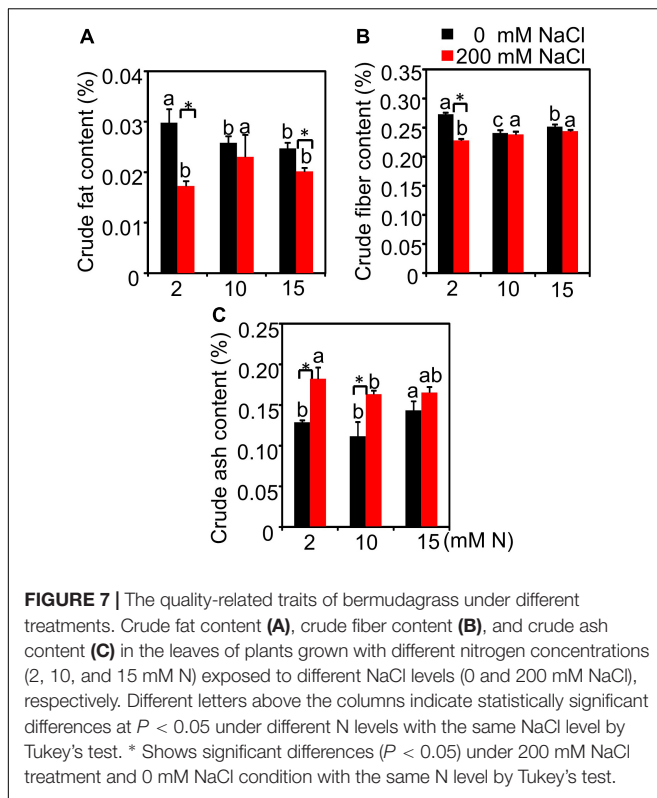 A
B
■ 0 mM NaCl
■ 200 mM NaCl
Crude fat content (%)
0.04
0.03
0.02
0.01
0
a * b
b a
b * b
2 10 15
Crude fiber content (%)
0.35
0.30
0.25
0.20
0.15
0.10
0.05
0
a * b
c a
b a
2 10 15
C
Crude ash content (%)
0.25
0.20
0.15
0.10
0.05
0
b * a
b * b
a ab
2 10 15 (mM N)
FIGURE 7 | The quality-related traits of bermudagrass under different
treatments. Crude fat content (A), crude fiber content (B), and crude ash
content (C) in the leaves of plants grown with different nitrogen concentrations
(2, 10, and 15 mM N) exposed to different NaCl levels (0 and 200 mM NaCl),
respectively. Different letters above the columns indicate statistically significant
differences at P < 0.05 under different N levels with the same NaCl level by
Tukey's test. * Shows significant differences (P < 0.05) under 200 mM NaCl
treatment and 0 mM NaCl condition with the same N level by Tukey's test.